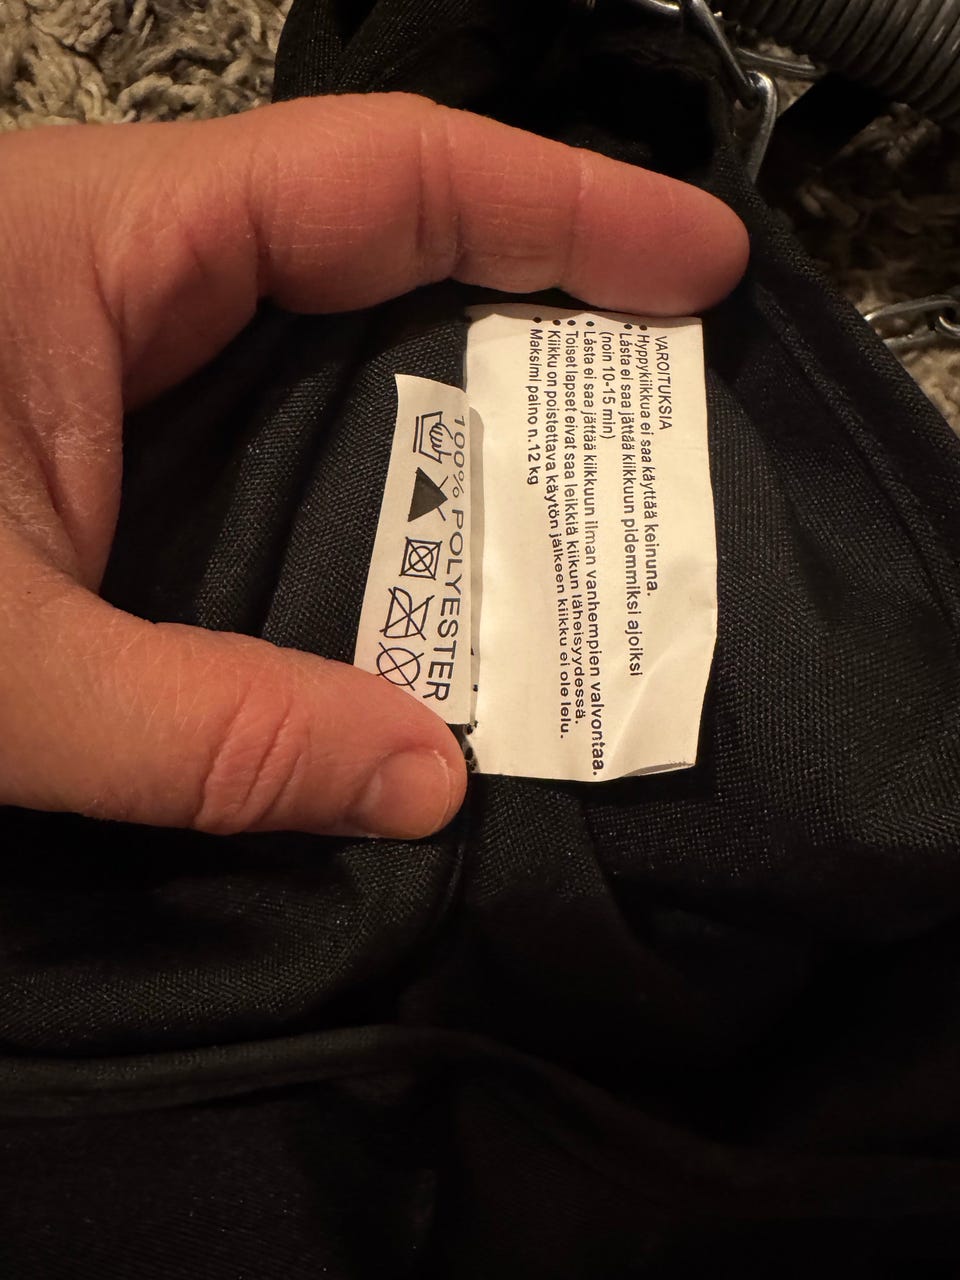 VAROITUKSIA
• Hyppykiikkua ei saa käyttää keinuna.
• Lasta ei saa jättää kiikkuun pidemmiksi ajoiksi
(noin 10-15 min)
• Lasta ei saa jättää kiikkuun ilman vanhempien valvontaa.
• Toiset lapset eivat saa leikkiä kiikun läheisyydessä.
• Kiikku on poistettava käytön jälkeen kiikku ei ole lelu.
• Maksimi paino n.12 kg
100% POLYESTER